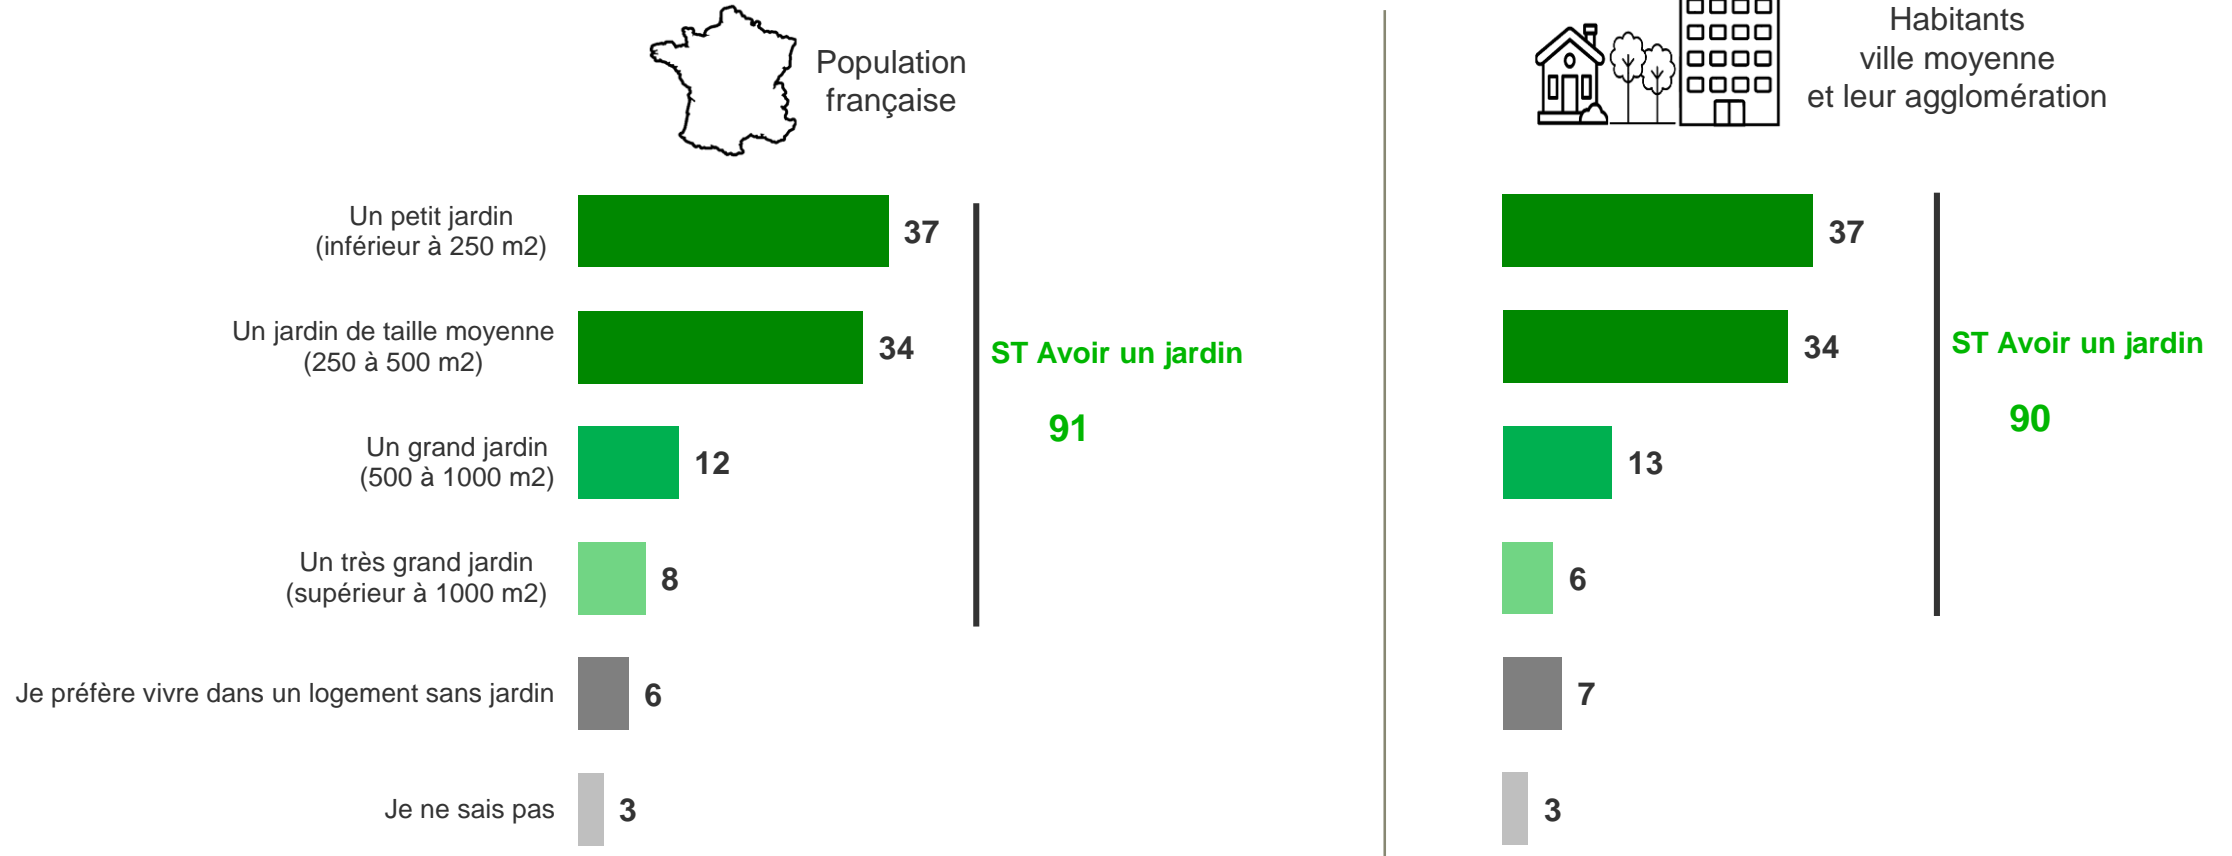 Population
française
Habitants
ville moyenne
et leur agglomération
Un petit jardin
(inférieur à 250 m2)
37
37
Un jardin de taille moyenne
(250 à 500 m2)
34
ST Avoir un jardin
91
34
ST Avoir un jardin
90
Un grand jardin
(500 à 1000 m2)
12
13
Un très grand jardin
(supérieur à 1000 m2)
8
6
Je préfère vivre dans un logement sans jardin
6
7
Je ne sais pas
3
3